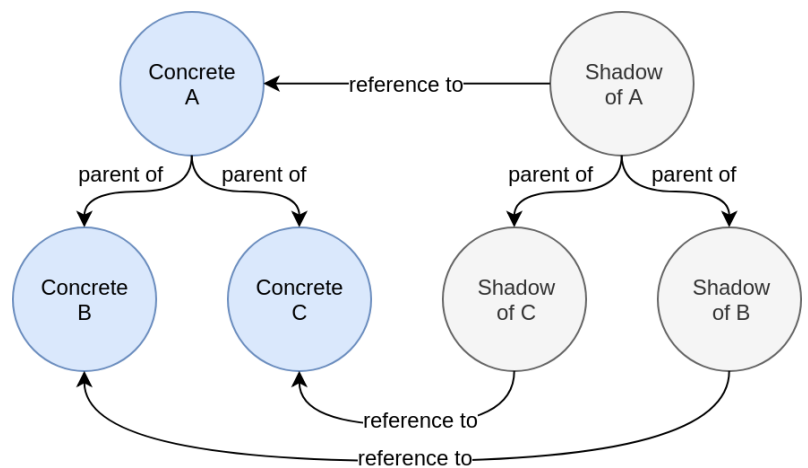 Concrete
A
reference to
Shadow
of A
parent of
parent of
parent of
parent of
Concrete
B
Concrete
C
Shadow
of C
Shadow
of B
reference to
reference to